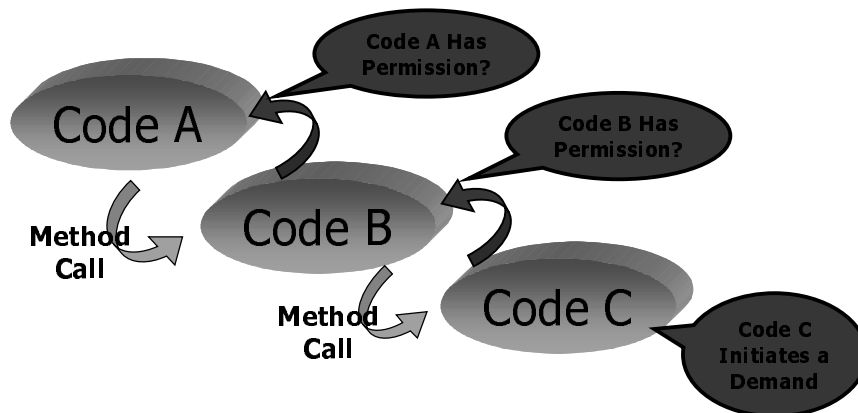 Code A Has
Permission?
Code A
Code B Has
Permission?
Method
Call
Code B
Method
Call
Code C
Code C
Initiates a
Demand